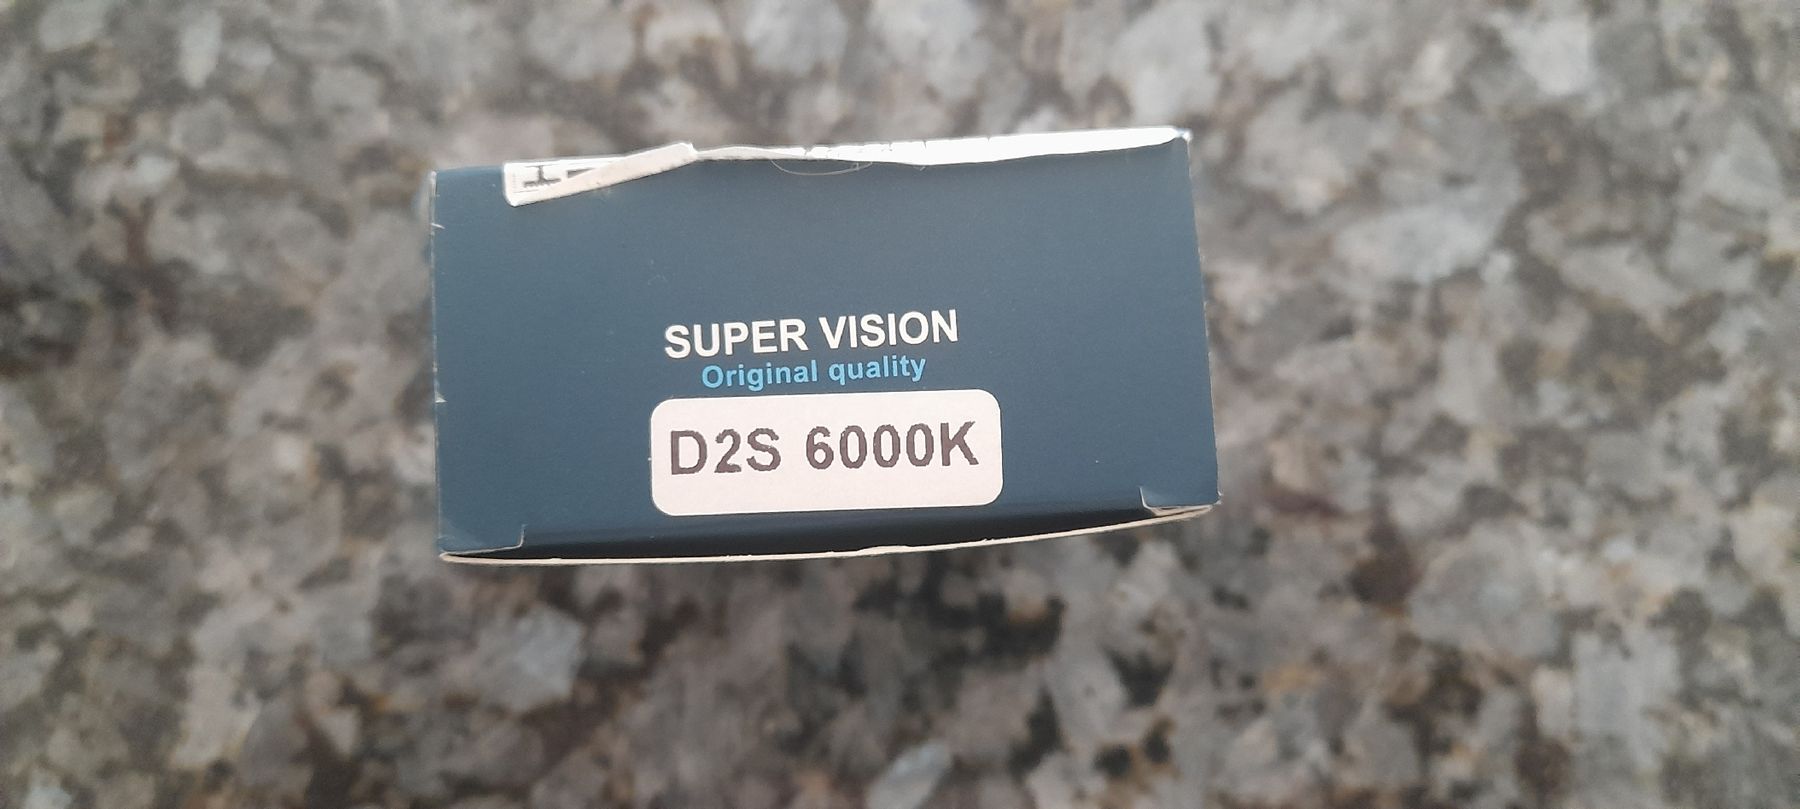 SUPER VISION
Original quality
D2S 6000K